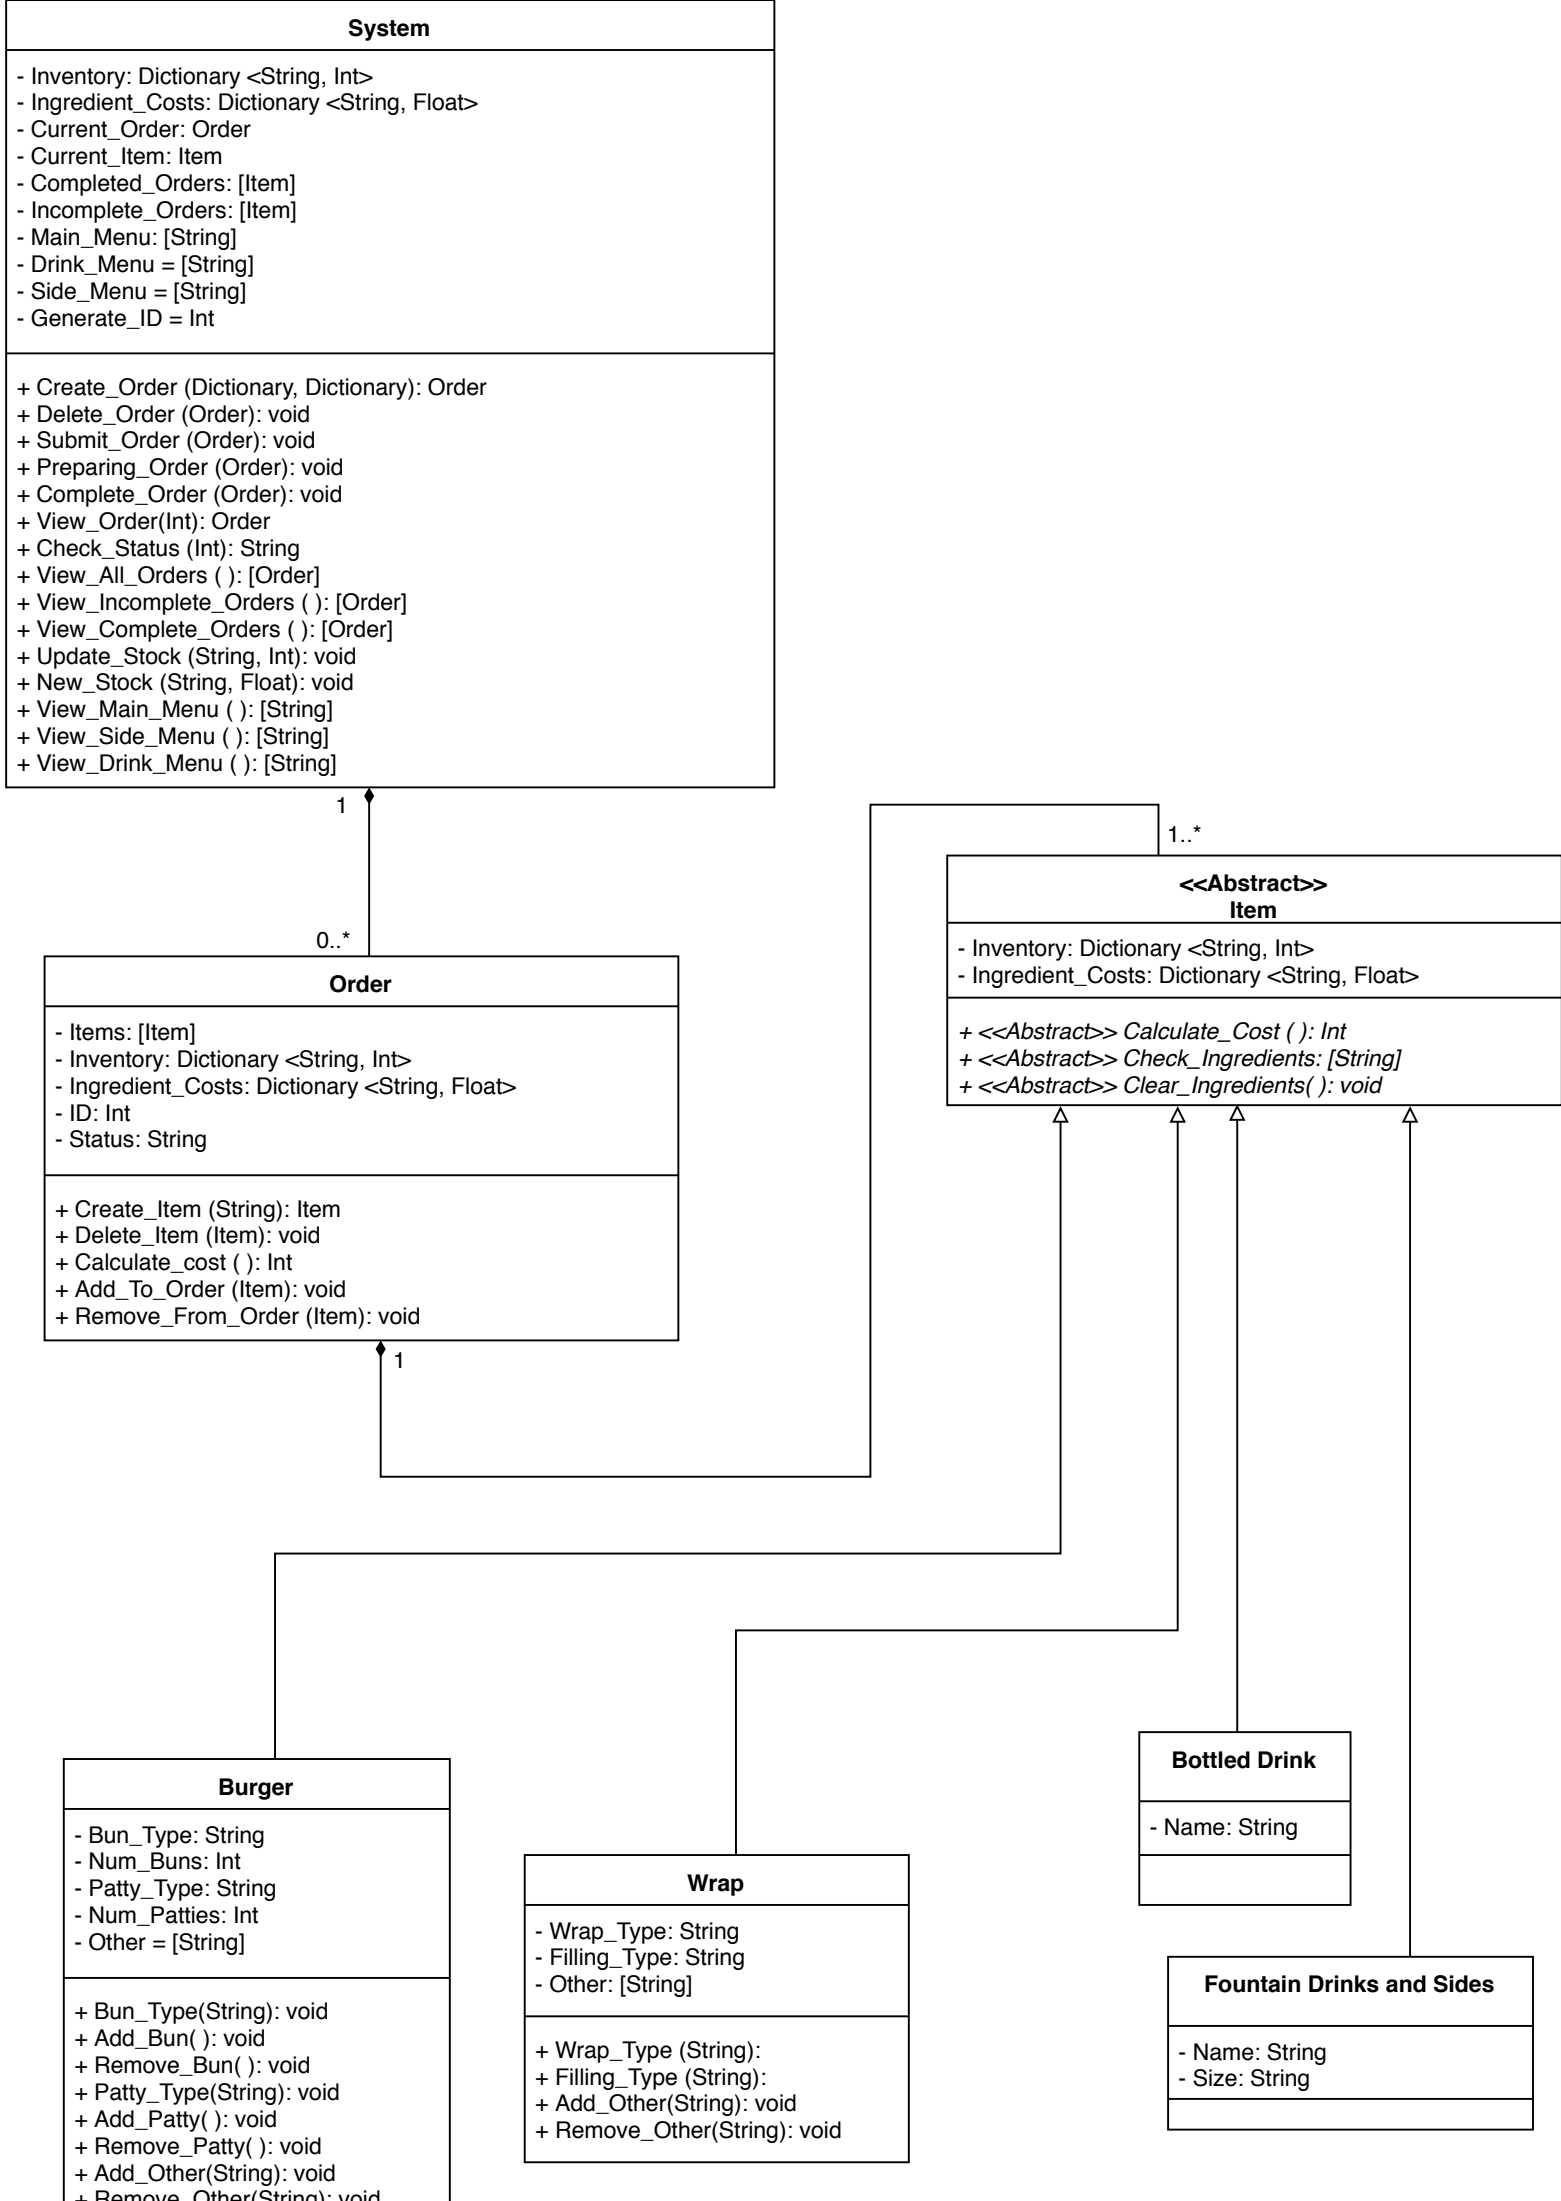 System
- Inventory: Dictionary <String, Int>
- Ingredient_Costs: Dictionary <String, Float>
- Current_Order: Order
- Current_Item: Item
- Completed_Orders: [Item]
- Incomplete_Orders: [Item]
- Main_Menu: [String]
- Drink_Menu = [String]
- Side_Menu = [String]
- Generate_ID = Int
+ Create_Order (Dictionary, Dictionary): Order
+ Delete_Order (Order): void
+ Submit_Order (Order): void
+ Preparing_Order (Order): void
+ Complete_Order (Order): void
+ View_Order(Int): Order
+ Check_Status (Int): String
+ View_All_Orders ( ): [Order]
+ View_Incomplete_Orders ( ): [Order]
+ View_Complete_Orders ( ): [Order]
+ Update_Stock (String, Int): void
+ New_Stock (String, Float): void
+ View_Main_Menu ( ): [String]
+ View_Side_Menu ( ): [String]
+ View_Drink_Menu ( ): [String]
1
0..*
Order
- Items: [Item]
- Inventory: Dictionary <String, Int>
- Ingredient_Costs: Dictionary <String, Float>
- ID: Int
- Status: String
+ Create_Item (String): Item
+ Delete_Item (Item): void
+ Calculate_cost ( ): Int
+ Add_To_Order (Item): void
+ Remove_From_Order (Item): void
1
1..*
<<Abstract>>
Item
- Inventory: Dictionary <String, Int>
- Ingredient_Costs: Dictionary <String, Float>
+ <<Abstract>> Calculate_Cost ( ): Int
+ <<Abstract>> Check_Ingredients: [String]
+ <<Abstract>> Clear_Ingredients( ): void
Burger
- Bun_Type: String
- Num_Buns: Int
- Patty_Type: String
- Num_Patties: Int
- Other = [String]
+ Bun_Type(String): void
+ Add_Bun( ): void
+ Remove_Bun( ): void
+ Patty_Type(String): void
+ Add_Patty( ): void
+ Remove_Patty( ): void
+ Add_Other(String): void
+ Remove_Other(String): void
Wrap
- Wrap_Type: String
- Filling_Type: String
- Other: [String]
+ Wrap_Type (String):
+ Filling_Type (String):
+ Add_Other(String): void
+ Remove_Other(String): void
Bottled Drink
- Name: String
Fountain Drinks and Sides
- Name: String
- Size: String